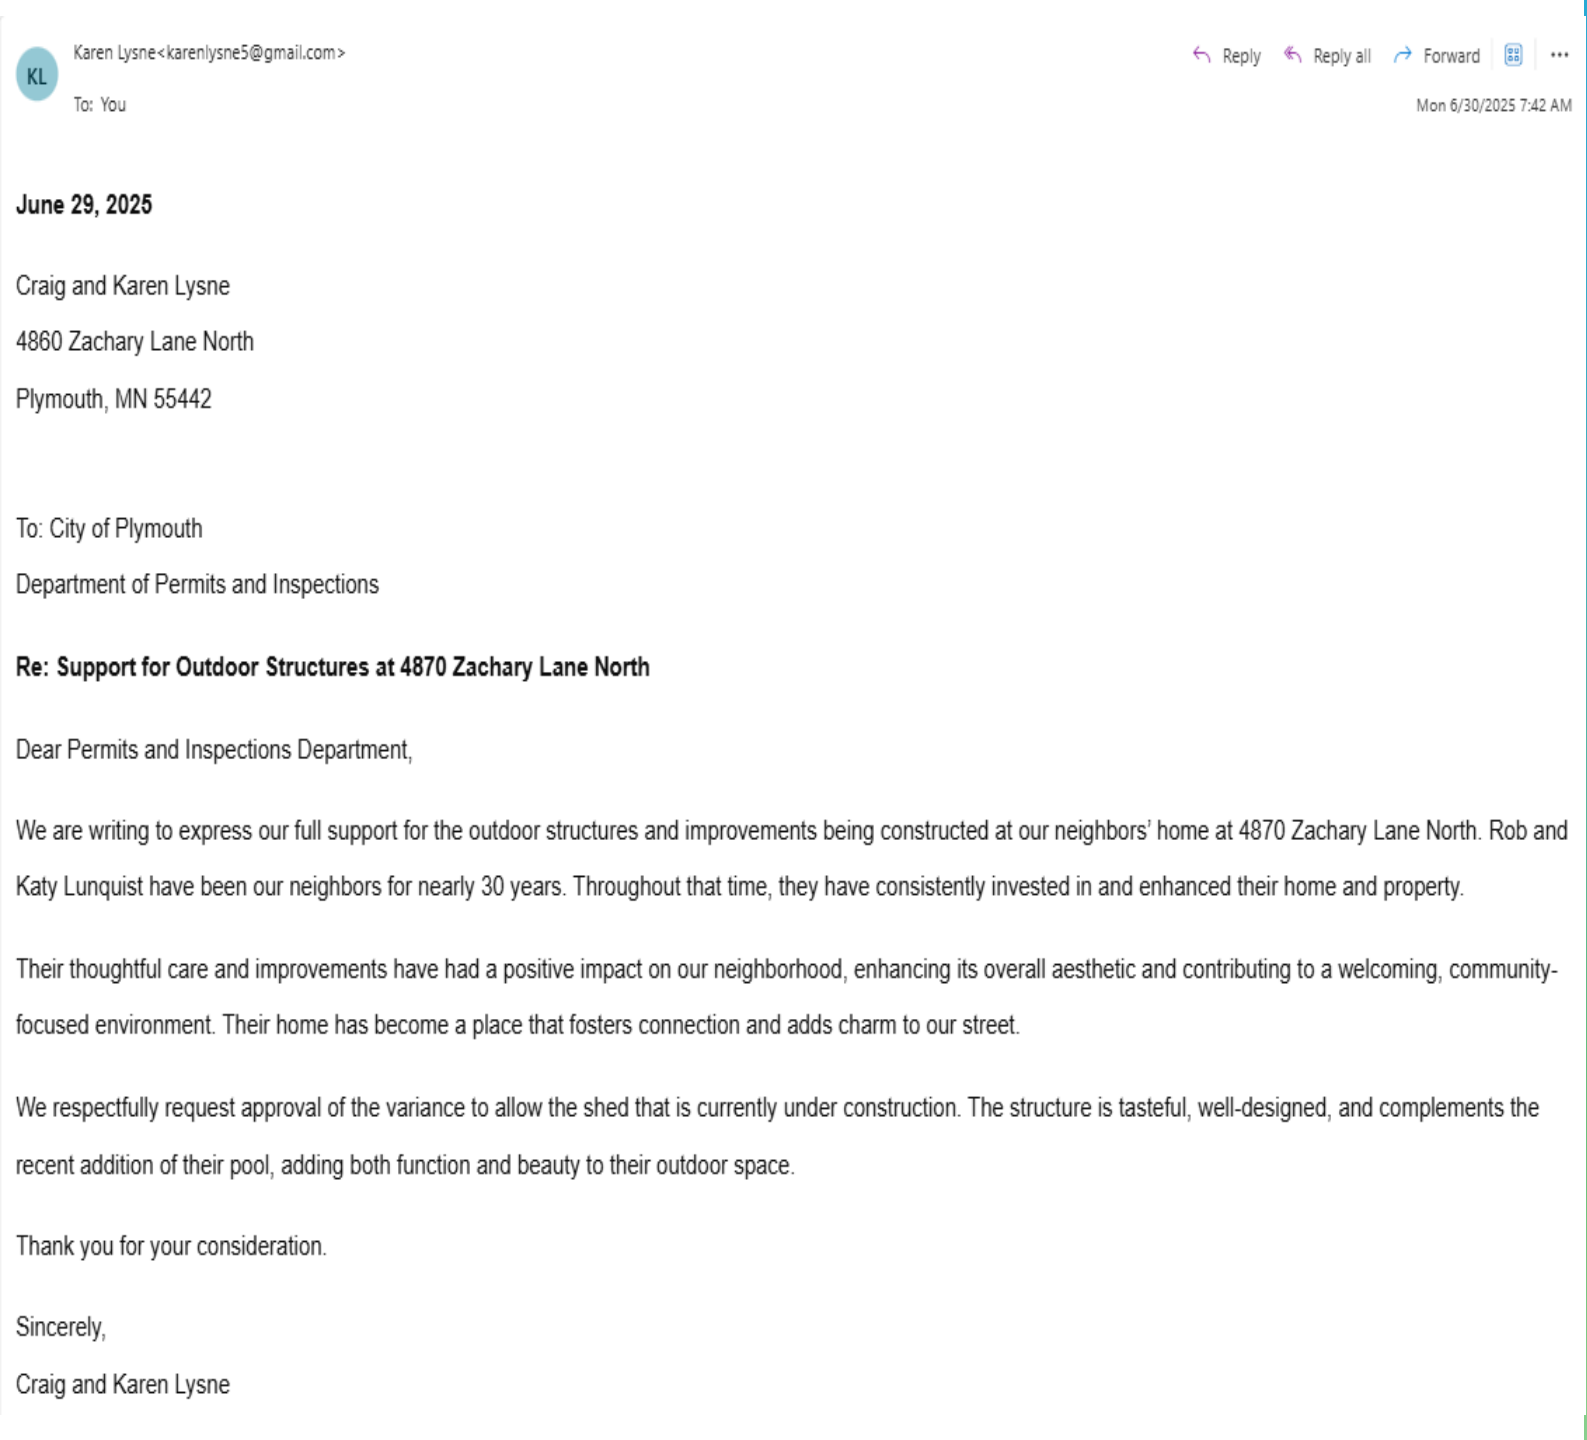 Karen Lysne<karenlysne5@gmail.com>
Reply Reply all Forward
KL
To: You
Mon 6/30/2025 7:42 AM
June 29, 2025
Craig and Karen Lysne
4860 Zachary Lane North
Plymouth, MN 55442
To: City of Plymouth
Department of Permits and Inspections
Re: Support for Outdoor Structures at 4870 Zachary Lane North
Dear Permits and Inspections Department,
We are writing to express our full support for the outdoor structures and improvements being constructed at our neighbors’ home at 4870 Zachary Lane North. Rob and
Katy Lunquist have been our neighbors for nearly 30 years. Throughout that time, they have consistently invested in and enhanced their home and property.
Their thoughtful care and improvements have had a positive impact on our neighborhood, enhancing its overall aesthetic and contributing to a welcoming, community-
focused environment. Their home has become a place that fosters connection and adds charm to our street.
We respectfully request approval of the variance to allow the shed that is currently under construction. The structure is tasteful, well-designed, and complements the
recent addition of their pool, adding both function and beauty to their outdoor space.
Thank you for your consideration.
Sincerely,
Craig and Karen Lysne